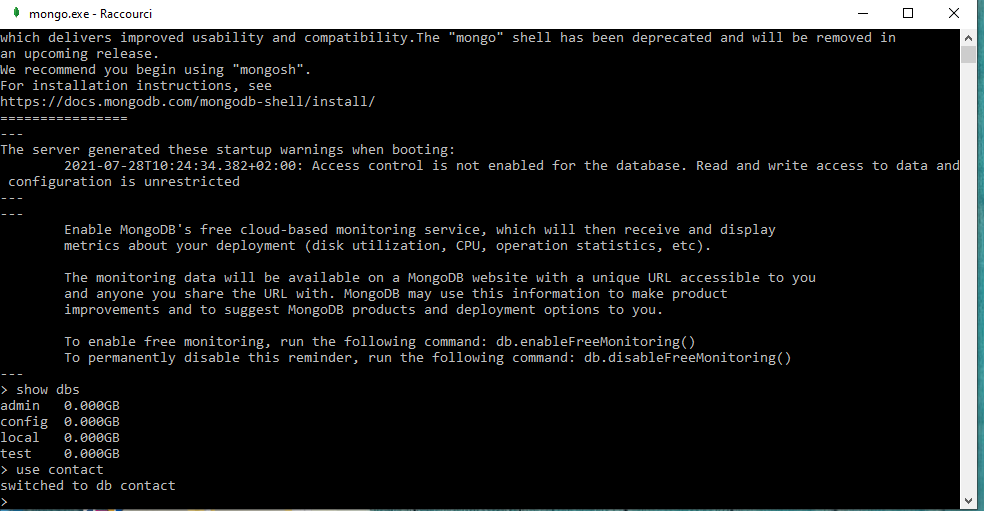 mongo.exe - Raccourci
which delivers improved usability and compatibility.The "mongo" shell has been deprecated and will be removed in
an upcoming release.
We recommend you begin using "mongosh".
For installation instructions, see
https://docs.mongodb.com/mongodb-shell/install/
================
---
The server generated these startup warnings when booting:
        2021-07-28T10:24:34.382+02:00: Access control is not enabled for the database. Read and write access to data and
 configuration is unrestricted
---
---
        Enable MongoDB's free cloud-based monitoring service, which will then receive and display
        metrics about your deployment (disk utilization, CPU, operation statistics, etc).

        The monitoring data will be available on a MongoDB website with a unique URL accessible to you
        and anyone you share the URL with. MongoDB may use this information to make product
        improvements and to suggest MongoDB products and deployment options to you.

        To enable free monitoring, run the following command: db.enableFreeMonitoring()
        To permanently disable this reminder, run the following command: db.disableFreeMonitoring()
---
> show dbs
admin   0.000GB
config  0.000GB
local   0.000GB
test    0.000GB
> use contact
switched to db contact
>